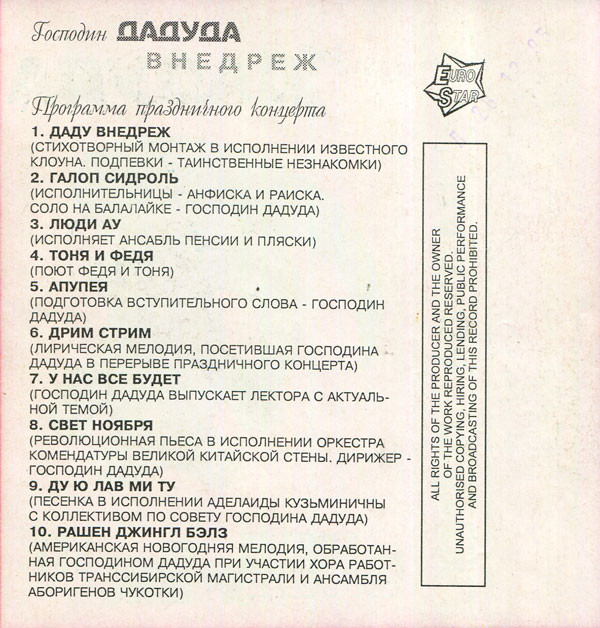 Господин ДАДУДА
ВНЕДРЕЖ
Программа праздничного концерта
1. ДАДУ ВНЕДРЕЖ
(СТИХОТВОРНЫЙ МОНТАЖ В ИСПОЛНЕНИИ ИЗВЕСТНОГО
КЛОУНА. ПОДПЕВКИ - ТАИНСТВЕННЫЕ НЕЗНАКОМКИ)
2. ГАЛОП СИДРОЛЬ
(ИСПОЛНИТЕЛЬНИЦЫ - АНФИСКА И РАИСКА.
СОЛО НА БАЛАЛАЙКЕ - ГОСПОДИН ДАДУДА)
3. ЛЮДИ АУ
(ИСПОЛНЯЕТ АНСАБЛЬ ПЕНСИИ И ПЛЯСКИ)
4. ТОНЯ И ФЕДЯ
(ПОЮТ ФЕДЯ И ТОНЯ)
5. АПУПЕЯ
(ПОДГОТОВКА ВСТУПИТЕЛЬНОГО СЛОВА - ГОСПОДИН
ДАДУДА)
6. ДРИМ СТРИМ
(ЛИРИЧЕСКАЯ МЕЛОДИЯ, ПОСЕТИВШАЯ ГОСПОДИНА
ДАДУДА В ПЕРЕРЫВЕ ПРАЗДНИЧНОГО КОНЦЕРТА)
7. У НАС ВСЕ БУДЕТ
(ГОСПОДИН ДАДУДА ВЫПУСКАЕТ ЛЕКТОРА С АКТУАЛЬ-
НОЙ ТЕМОЙ)
8. СВЕТ НОЯБРЯ
(РЕВОЛЮЦИОННАЯ ПЬЕСА В ИСПОЛНЕНИИ ОРКЕСТРА
КОМЕНДАТУРЫ ВЕЛИКОЙ КИТАЙСКОЙ СТЕНЫ. ДИРИЖЕР -
ГОСПОДИН ДАДУДА)
9. ДУ Ю ЛАВ МИ ТУ
(ПЕСЕНКА В ИСПОЛНЕНИИ АДЕЛАИДЫ КУЗЬМИНИЧНЫ
С КОЛЛЕКТИВОМ ПО СОВЕТУ ГОСПОДИНА ДАДУДА)
10. РАШЕН ДЖИНГЛ БЭЛЗ
(АМЕРИКАНСКАЯ НОВОГОДНЯЯ МЕЛОДИЯ, ОБРАБОТАН-
НАЯ ГОСПОДИНОМ ДАДУДА ПРИ УЧАСТИИ ХОРА РАБОТ-
НИКОВ ТРАНССИБИРСКОЙ МАГИСТРАЛИ И АНСАМБЛЯ
АБОРИГЕНОВ ЧУКОТКИ)
EURO
STAR
ALL RIGHTS OF THE PRODUCER AND THE OWNER
OF THE WORK REPRODUCED RESERVED.
UNAUTHORISED COPYING, HIRING, LENDING, PUBLIC PERFORMANCE
AND BROADCASTING OF THIS RECORD PROHIBITED.